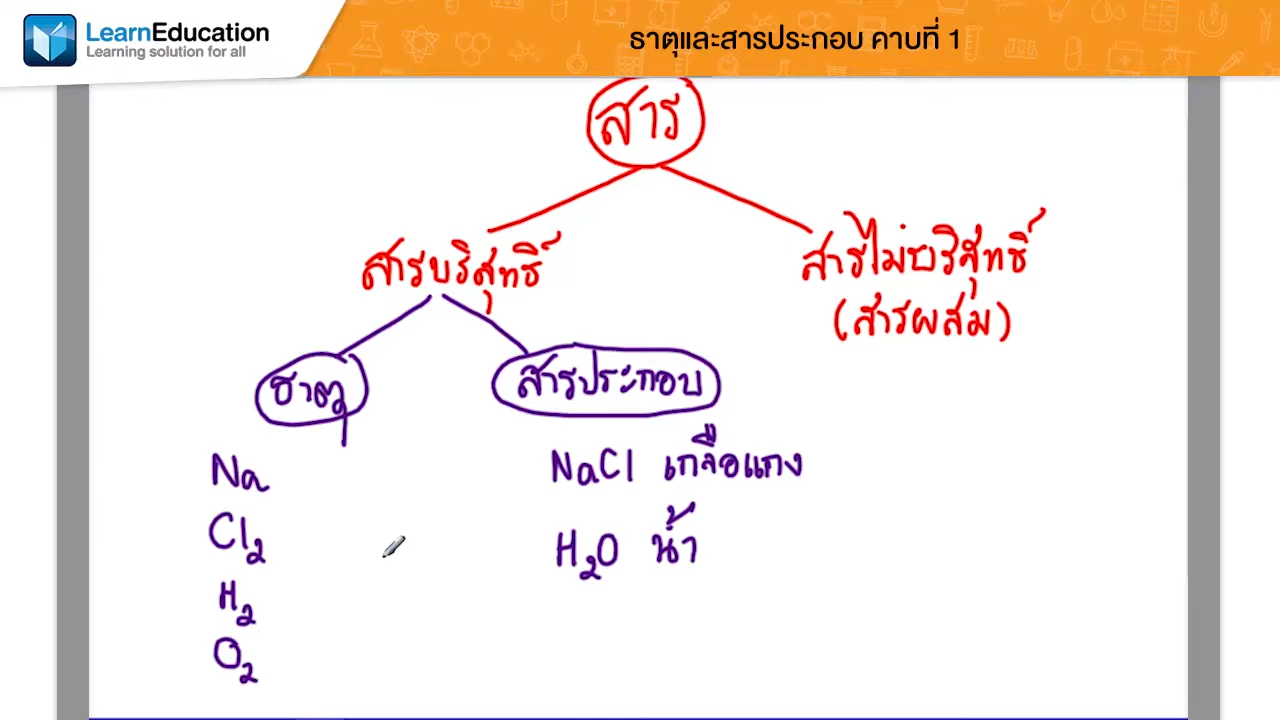 LearnEducation
Learning solution for all
ธาตุและสารประกอบ คาบที่ 1
สาร
สารบริสุทธิ์
สารไม่บริสุทธิ์
(สารผสม)
ธาตุ
สารประกอบ
Na
NaCl เกลือแกง
Cl₂
H₂O น้ำ
H₂
O₂